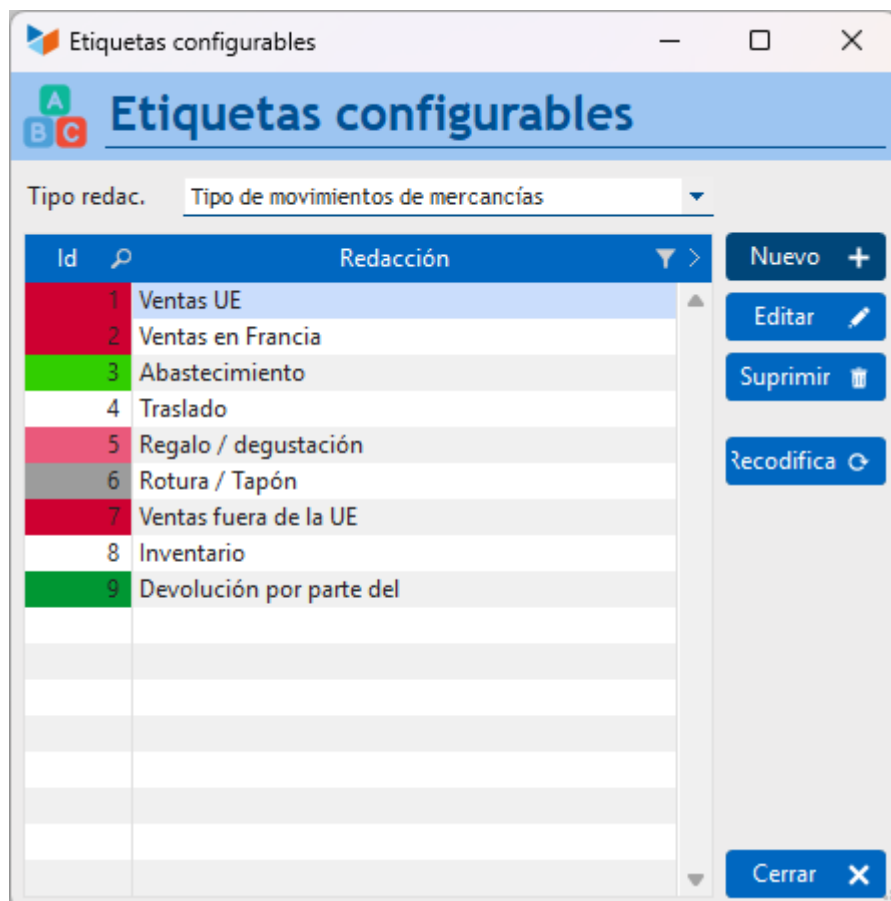 Etiquetas configurables
A
B C
Etiquetas configurables
Tipo redac. Tipo de movimientos de mercancías
Id Redacción
Nuevo
1 Ventas UE
2 Ventas en Francia
Editar
3 Abastecimiento
Suprimir
4 Traslado
5 Regalo / degustación
Recodifica
6 Rotura / Tapón
7 Ventas fuera de la UE
8 Inventario
9 Devolución por parte del
Cerrar